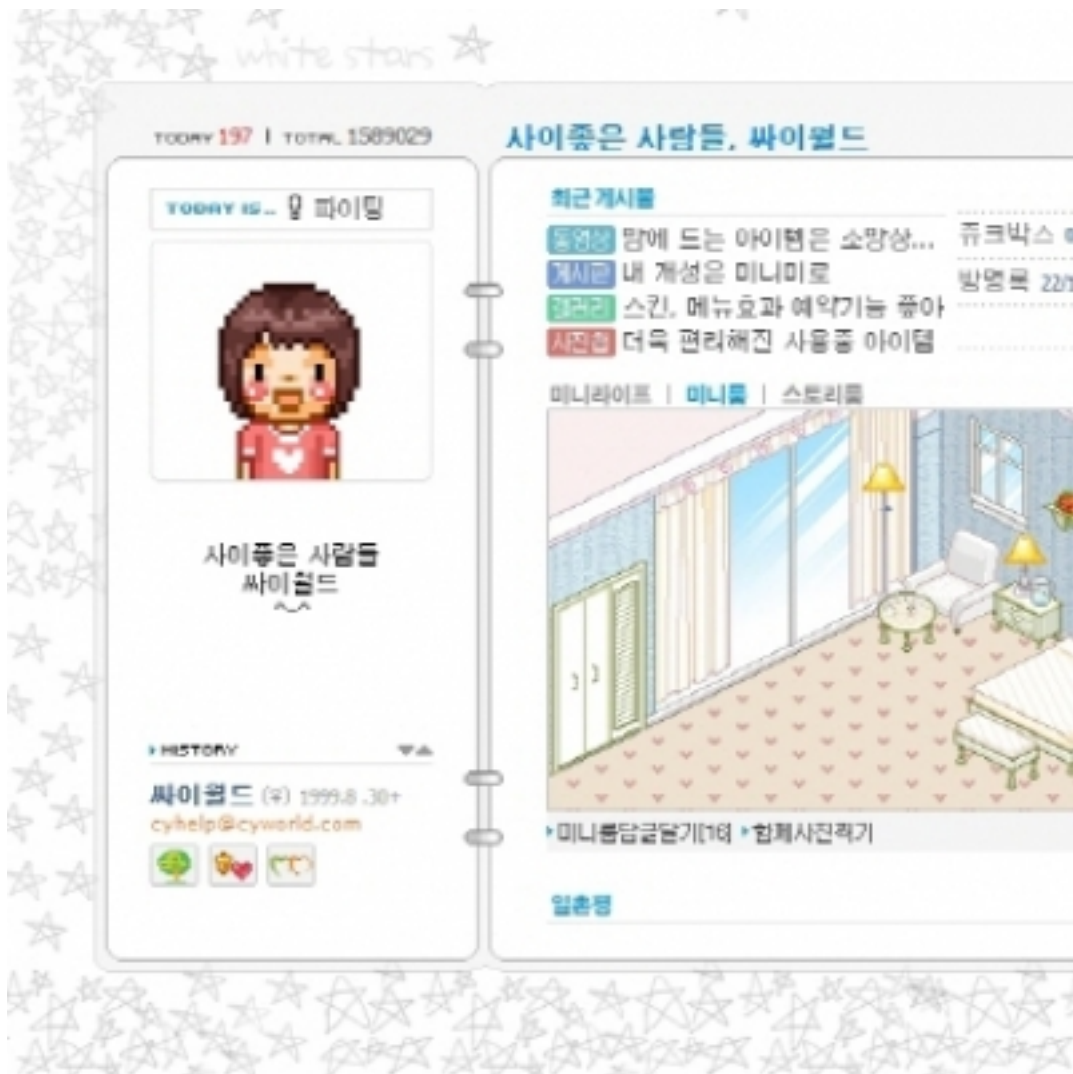 white stars
TODAY 197 | TOTAL 1589029
사이좋은 사람들, 싸이월드
TODAY IS... 파이팅
사이좋은 사람들
싸이월드
^_^
▶ HISTORY ▼▲
싸이월드 (우) 1999.8 .30+
cyhelp@cyworld.com
최근 게시물
동영상 맘에 드는 아이템은 소망상...
게시판 내 개성은 미니미로
갤러리 스킨, 메뉴효과 예약기능 좋아
사진첩 더욱 편리해진 사용중 아이템
쥬크박스
방명록 22/
미니라이프 | 미니룸 | 스토리룸
▶미니룸답글달기[16] ▶함께사진찍기
일촌평